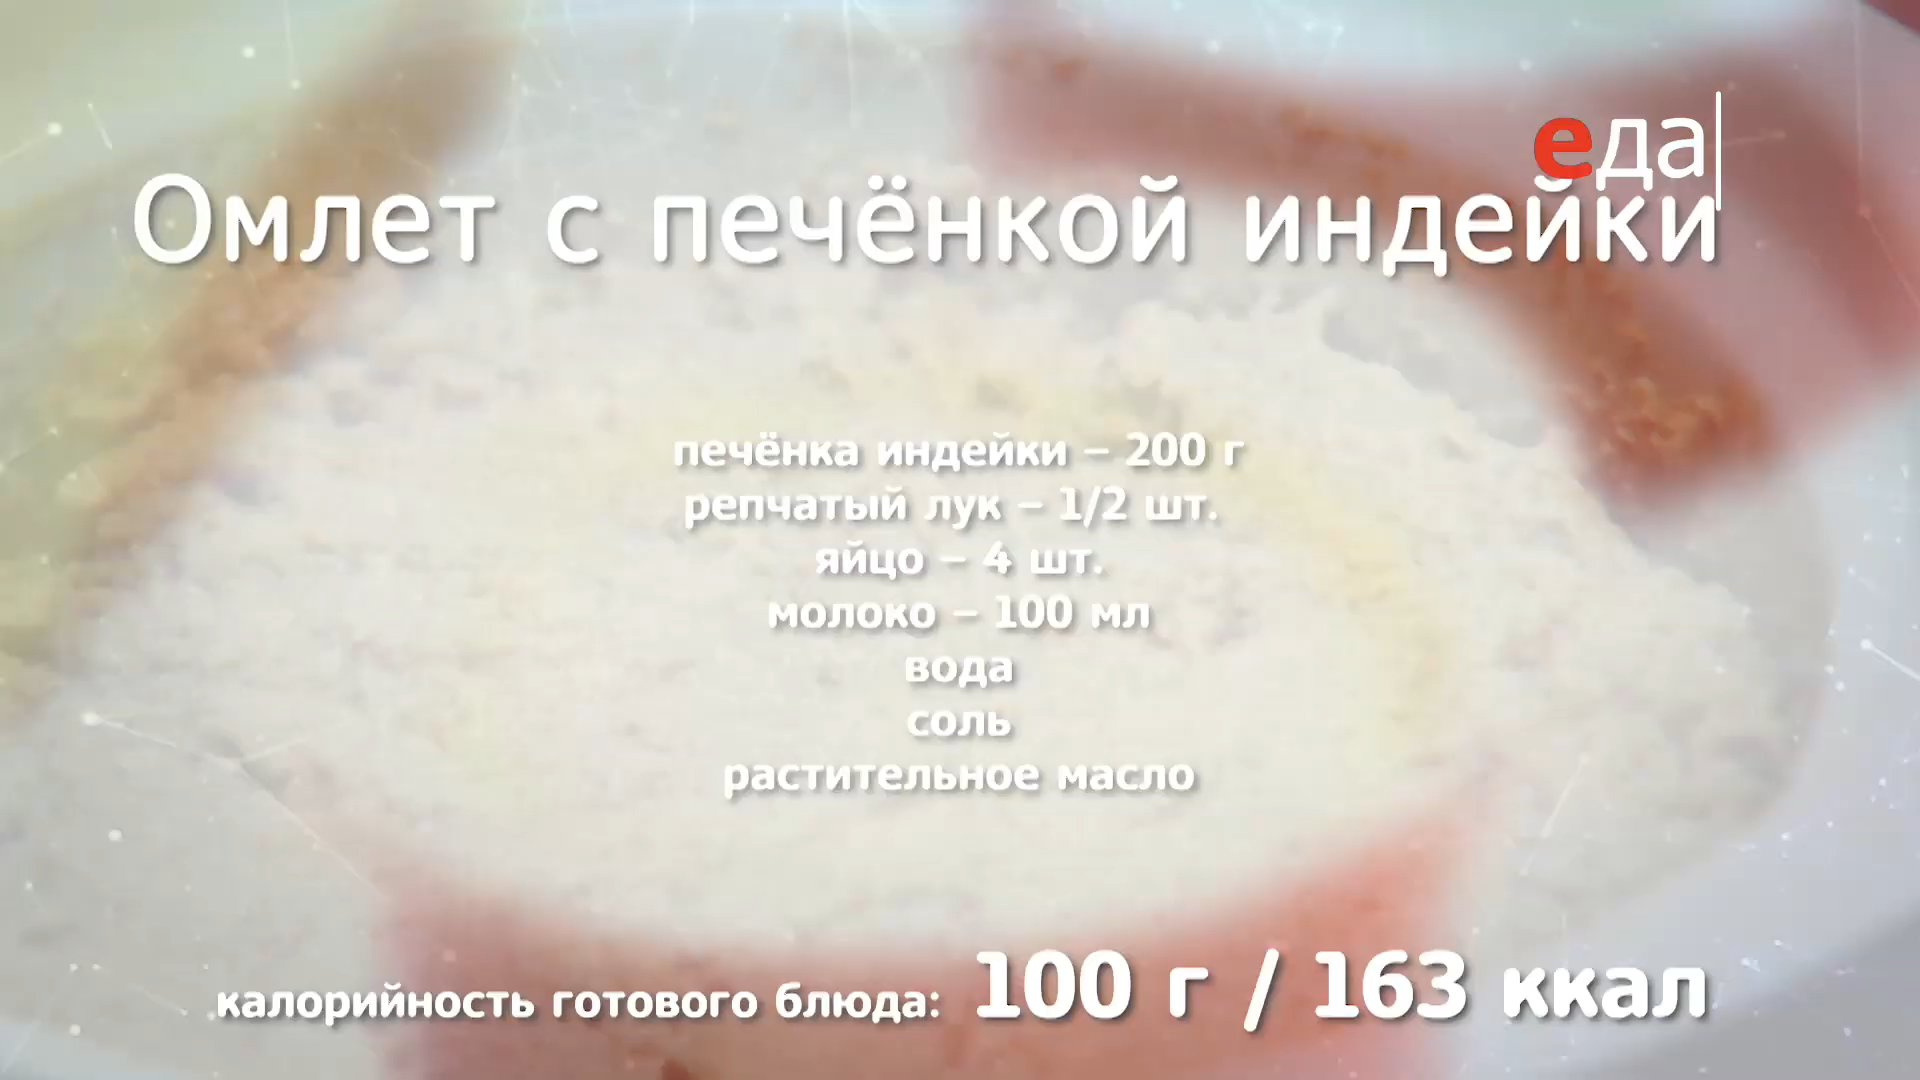 еда
Омлет с печёнкой индейки
печёнка индейки – 200 г
репчатый лук – 1/2 шт.
яйцо – 4 шт.
молоко – 100 мл
вода
соль
растительное масло
калорийность готового блюда: 100 г / 163 ккал